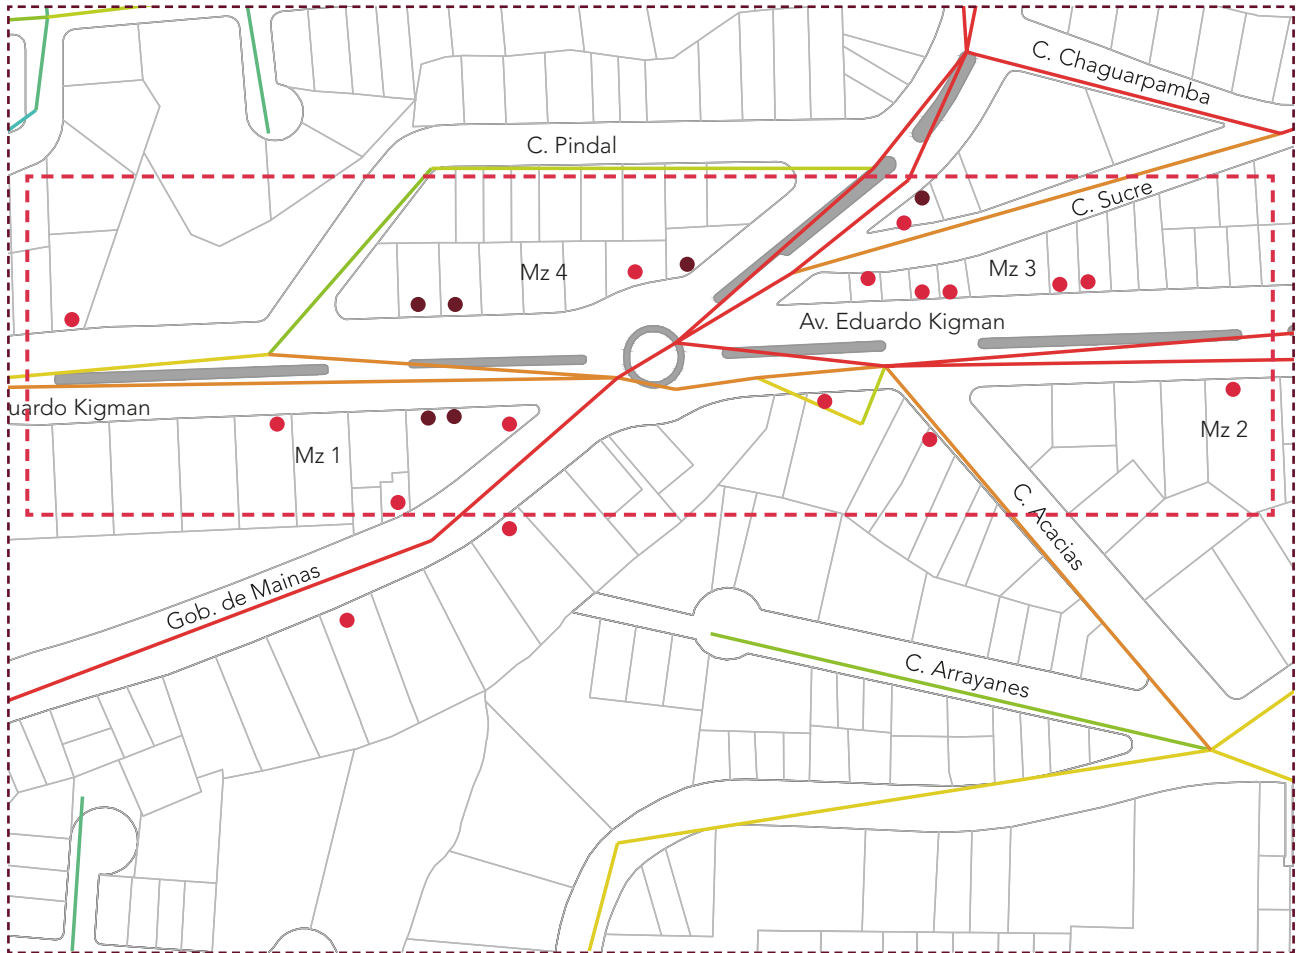 C. Chaguarpamba
C. Pindal
C. Sucre
Mz 4
Mz 3
Av. Eduardo Kigman
uardo Kigman
Mz 2
Mz 1
C. Acacias
Gob. de Mainas
C. Arrayanes